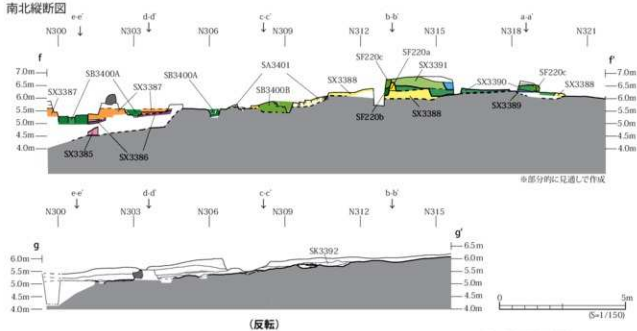 南北縦断図
e-e' d-d' c-c' b-b' a-a'
N300 N303 N306 N309 N312 N315 N318 N321
f f'
SX3387 SB3400A SX3387 SB3400A SA3401 SB3400B SX3388 SF220c SF220a SX3391 SX3390 SF220c SX3388
7.0m 6.5m 6.0m 5.5m 5.0m 4.5m 4.0m
7.0m 6.5m 6.0m 5.5m 5.0m 4.5m 4.0m
SX3385 SX3386 SF220b SX3388 SX3389
※部分的に見通しで作成
e-e' d-d' c-c' b-b'
N300 N303 N306 N309 N312 N315
g g'
SK3392
6.0m 5.5m 5.0m 4.5m 4.0m
6.5m 6.0m 5.5m 5.0m 4.5m 4.0m
0 5m
(S=1/150)
(反転)